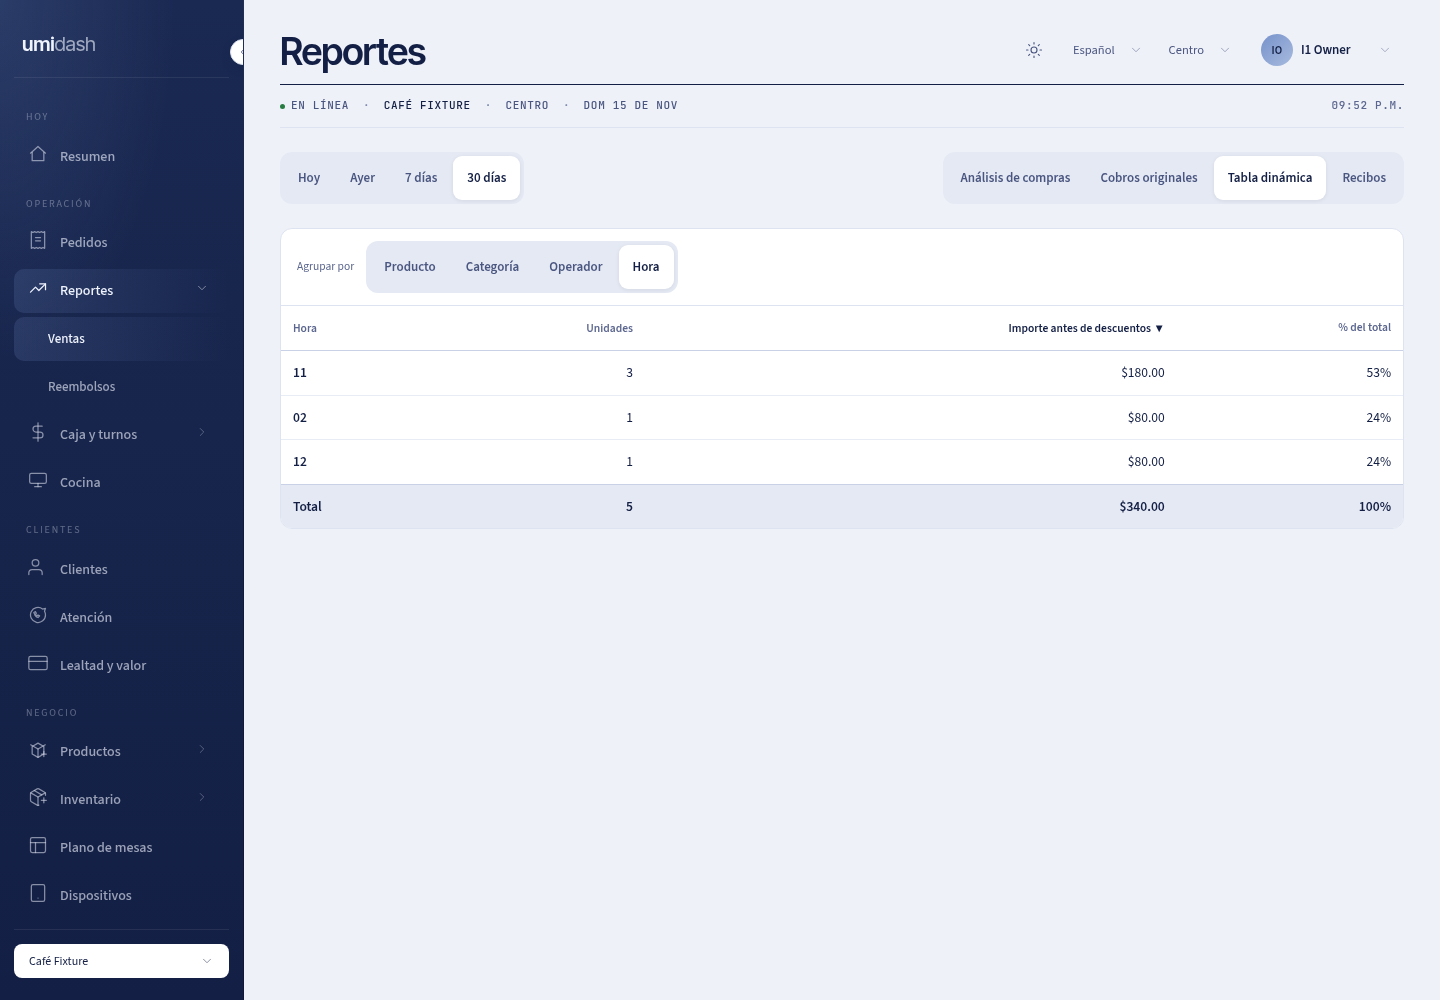 umidash
HOY
Resumen
OPERACIÓN
Pedidos
Reportes
Ventas
Reembolsos
Caja y turnos
Cocina
CLIENTES
Clientes
Atención
Lealtad y valor
NEGOCIO
Productos
Inventario
Plano de mesas
Dispositivos
Café Fixture
Reportes
Español
Centro
IO
I1 Owner
EN LÍNEA · CAFÉ FIXTURE · CENTRO · DOM 15 DE NOV
09:52 P.M.
Hoy Ayer 7 días 30 días
Análisis de compras Cobros originales Tabla dinámica Recibos
Agrupar por Producto Categoría Operador Hora
Hora Unidades Importe antes de descuentos ▼ % del total
11 3 $180.00 53%
02 1 $80.00 24%
12 1 $80.00 24%
Total 5 $340.00 100%